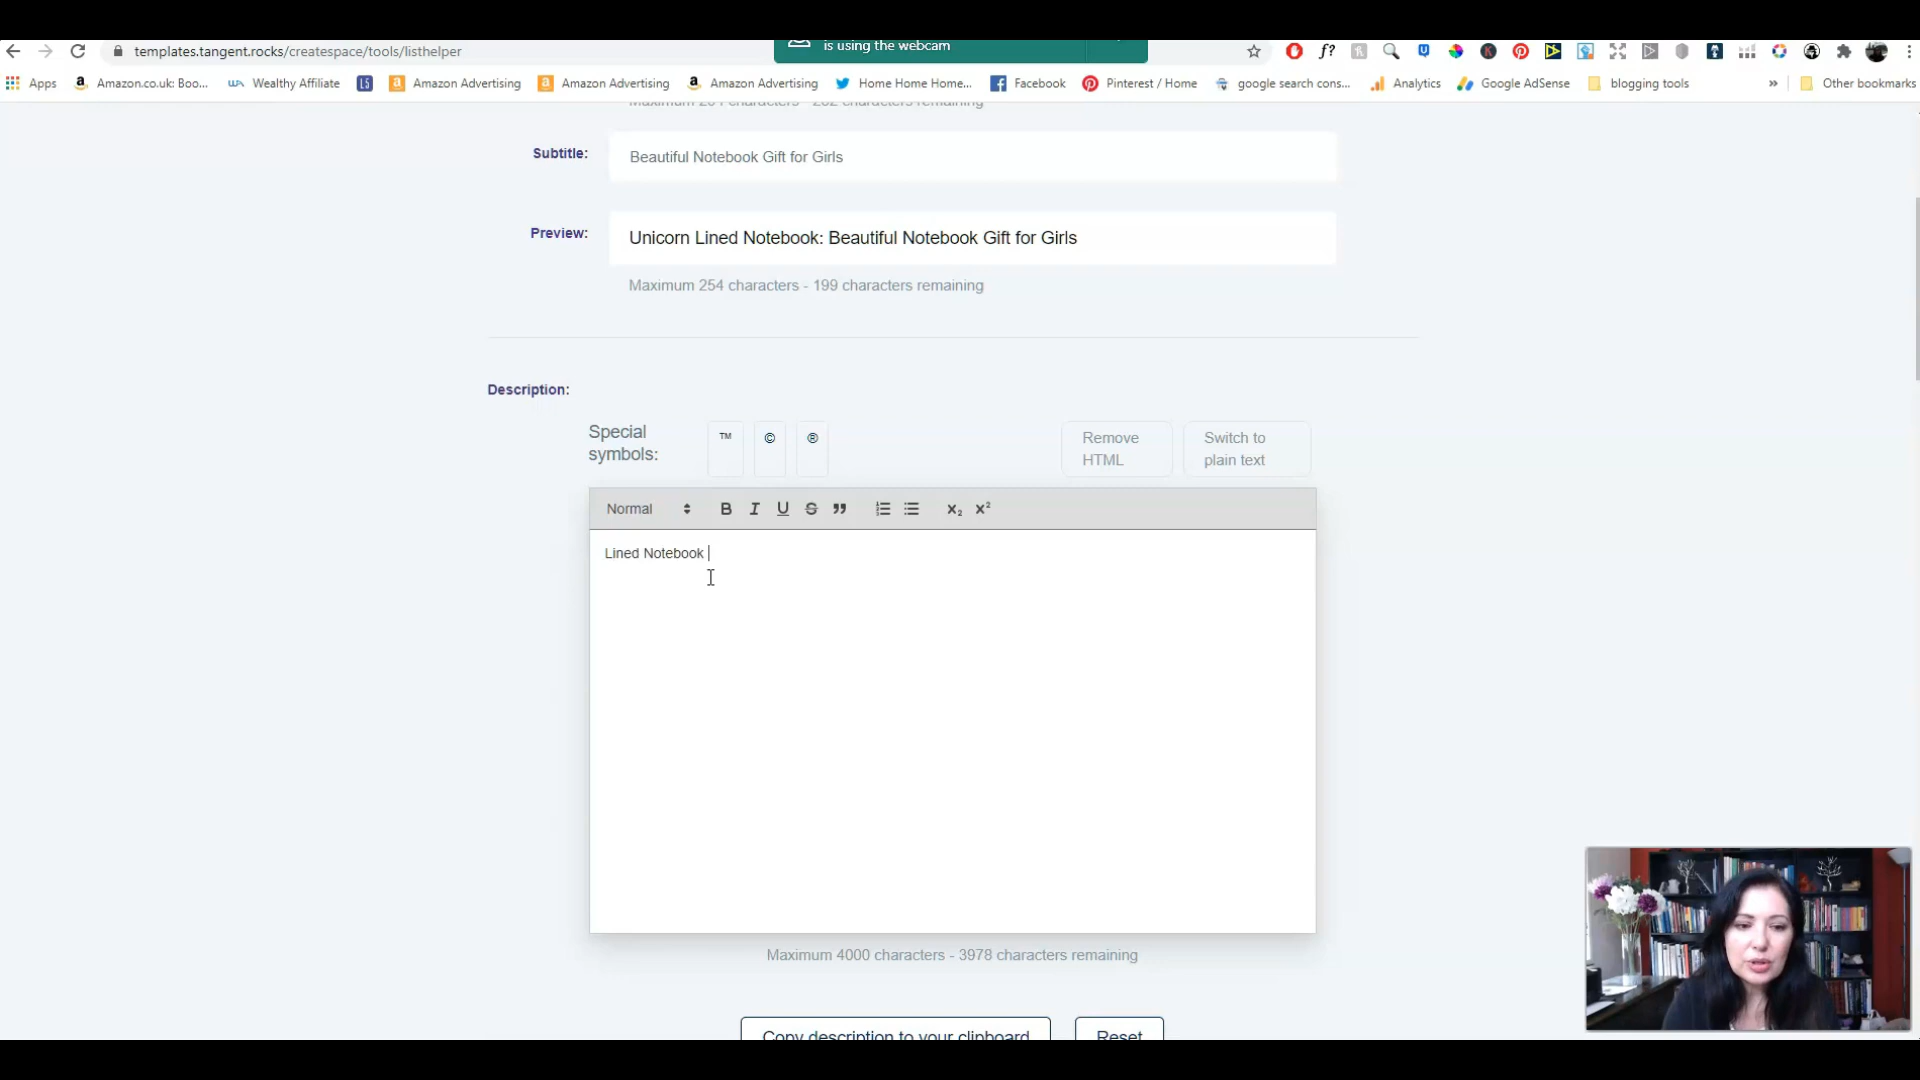 templates.tangent.rocks/createspace/tools/listhelper
is using the webcam
Apps
Amazon.co.uk: Boo...
Wealthy Affiliate
Amazon Advertising
Amazon Advertising
Amazon Advertising
Home Home Home...
Facebook
Pinterest / Home
google search cons...
Analytics
Google AdSense
blogging tools
»
Other bookmarks
Subtitle:
Beautiful Notebook Gift for Girls
Preview:
Unicorn Lined Notebook: Beautiful Notebook Gift for Girls
Maximum 254 characters - 199 characters remaining
Description:
Special
symbols:
™
©
®
Remove
HTML
Switch to
plain text
Normal
Lined Notebook
Maximum 4000 characters - 3978 characters remaining
Copy description to your clipboard
Reset